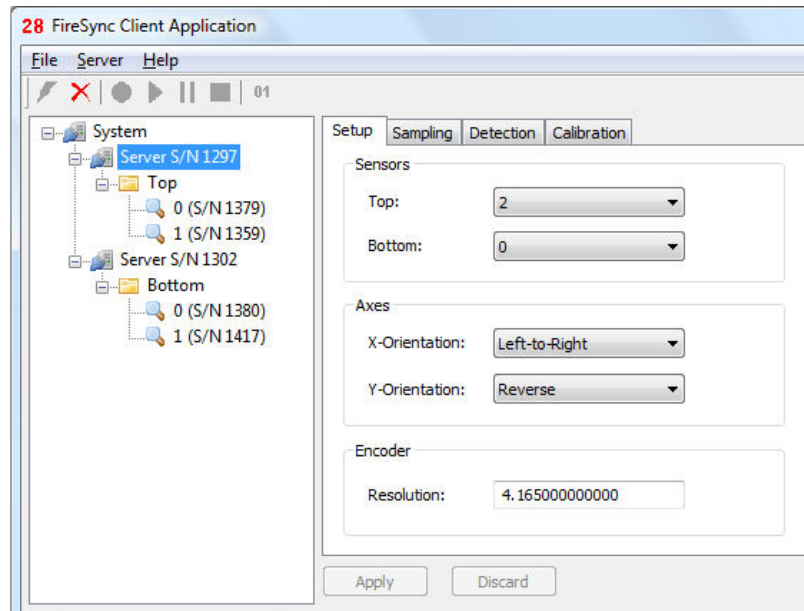 28 FireSync Client Application
File Server Help
01
System
Server S/N 1297
Top
0 (S/N 1379)
1 (S/N 1359)
Server S/N 1302
Bottom
0 (S/N 1380)
1 (S/N 1417)
Setup Sampling Detection Calibration
Sensors
Top: 2
Bottom: 0
Axes
X-Orientation: Left-to-Right
Y-Orientation: Reverse
Encoder
Resolution: 4.165000000000
Apply Discard